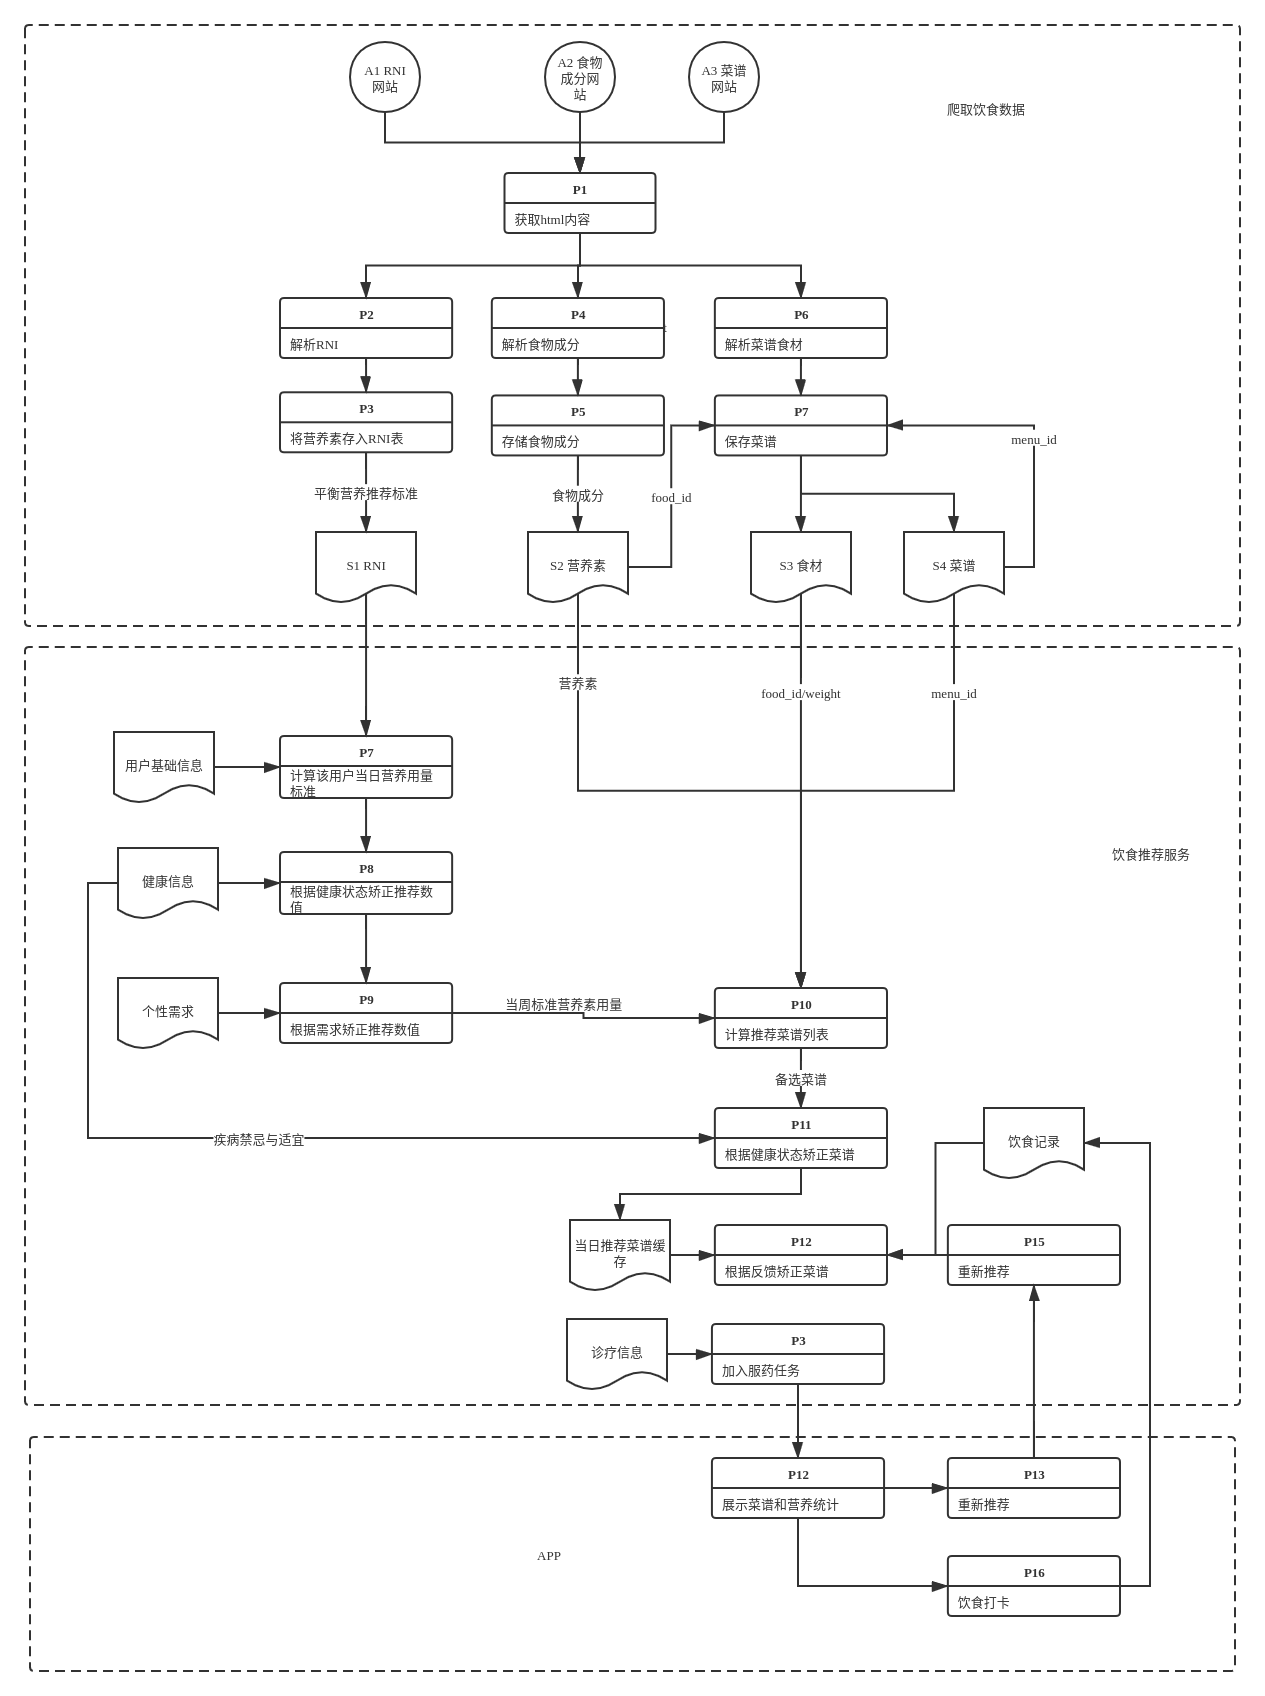 A1 RNI
网站
A2 食物
成分网
站
A3 菜谱
网站
爬取饮食数据
P1
获取html内容
P2
解析RNI
P4
解析食物成分
P6
解析菜谱食材
P3
将营养素存入RNI表
P5
存储食物成分
P7
保存菜谱
menu_id
平衡营养推荐标准
食物成分
food_id
S1 RNI
S2 营养素
S3 食材
S4 菜谱
营养素
food_id/weight
menu_id
用户基础信息
P7
计算该用户当日营养用量
标准
健康信息
P8
根据健康状态矫正推荐数
值
饮食推荐服务
个性需求
P9
根据需求矫正推荐数值
当周标准营养素用量
P10
计算推荐菜谱列表
备选菜谱
疾病禁忌与适宜
P11
根据健康状态矫正菜谱
饮食记录
当日推荐菜谱缓
存
P12
根据反馈矫正菜谱
P15
重新推荐
诊疗信息
P3
加入服药任务
P12
展示菜谱和营养统计
P13
重新推荐
APP
P16
饮食打卡